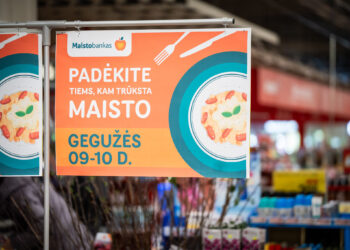 Maistobankas
PADĖKITE
TIEMS, KAM TRŪKSTA
MAISTO
GEGUŽĖS
09-10 D.